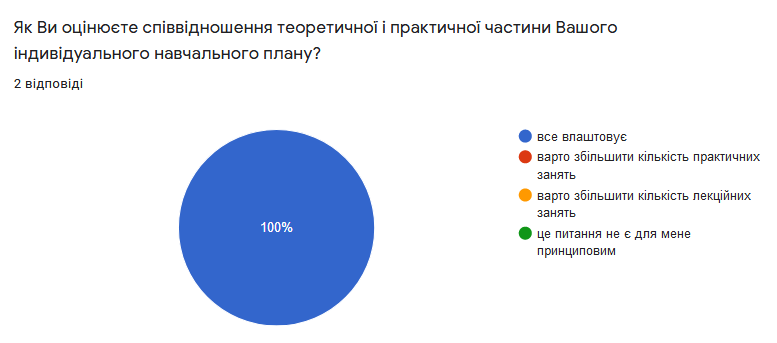 Як Ви оцінюєте співвідношення теоретичної і практичної частини Вашого
індивідуального навчального плану?
2 відповіді
100%
все влаштовує
варто збільшити кількість практичних
занять
варто збільшити кількість лекційних
занять
це питання не є для мене
принциповим